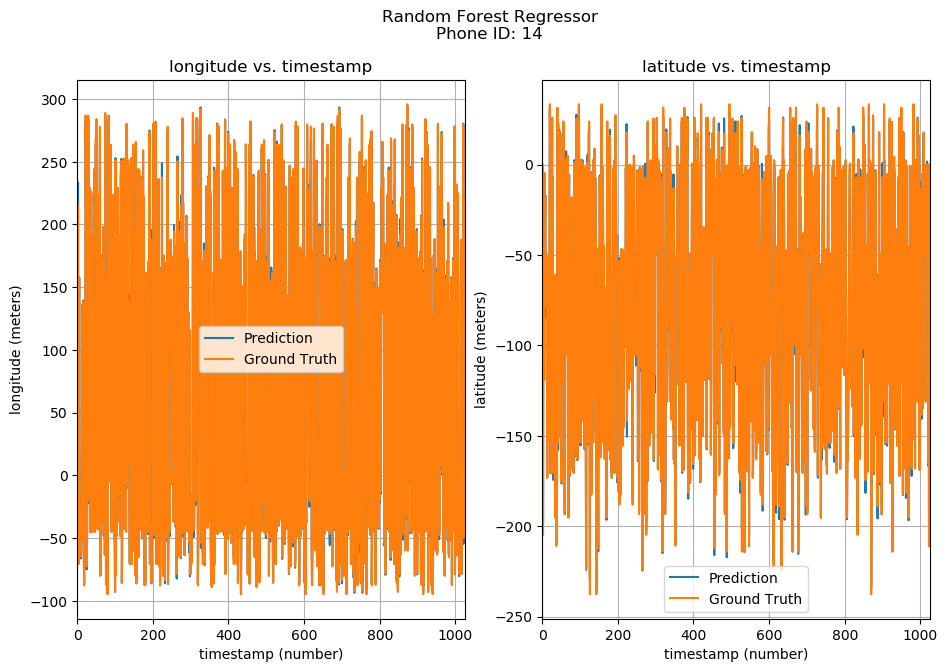 Random Forest Regressor
Phone ID: 14
longitude vs. timestamp
300
250
200
150
100
50
0
−50
−100
longitude (meters)
Prediction
Ground Truth
0
200
400
600
800
1000
timestamp (number)
latitude vs. timestamp
0
−50
−100
−150
−200
−250
latitude (meters)
Prediction
Ground Truth
0
200
400
600
800
1000
timestamp (number)